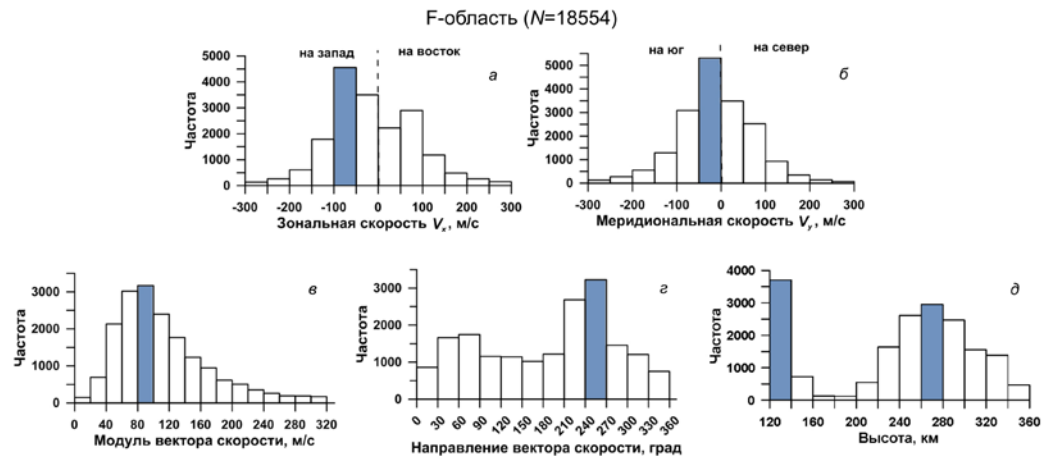 F-область (N=18554)
на запад на восток
а
5000
4000
3000
2000
1000
0
Частота
-300 -200 -100 0 100 200 300
Зональная скорость Vx, м/с
на юг на север
б
5000
4000
3000
2000
1000
0
Частота
-300 -200 -100 0 100 200 300
Меридиональная скорость Vy, м/с
в
3000
2000
1000
0
Частота
0 40 80 120 160 200 240 280 320
Модуль вектора скорости, м/с
г
4000
3000
2000
1000
0
Частота
0 30 60 90 120 150 180 210 240 270 300 330 360
Направление вектора скорости, град
д
4000
3000
2000
1000
0
Частота
120 160 200 240 280 320 360
Высота, км